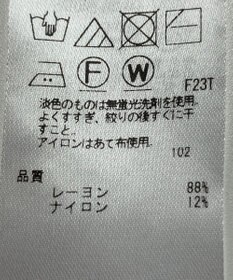 F W F23T
淡色のものは無蛍光洗剤を使用。
よくすすぎ、絞りの後すぐに干
すこと。
アイロンはあて布使用。
102
品質
レーヨン 88%
ナイロン 12%